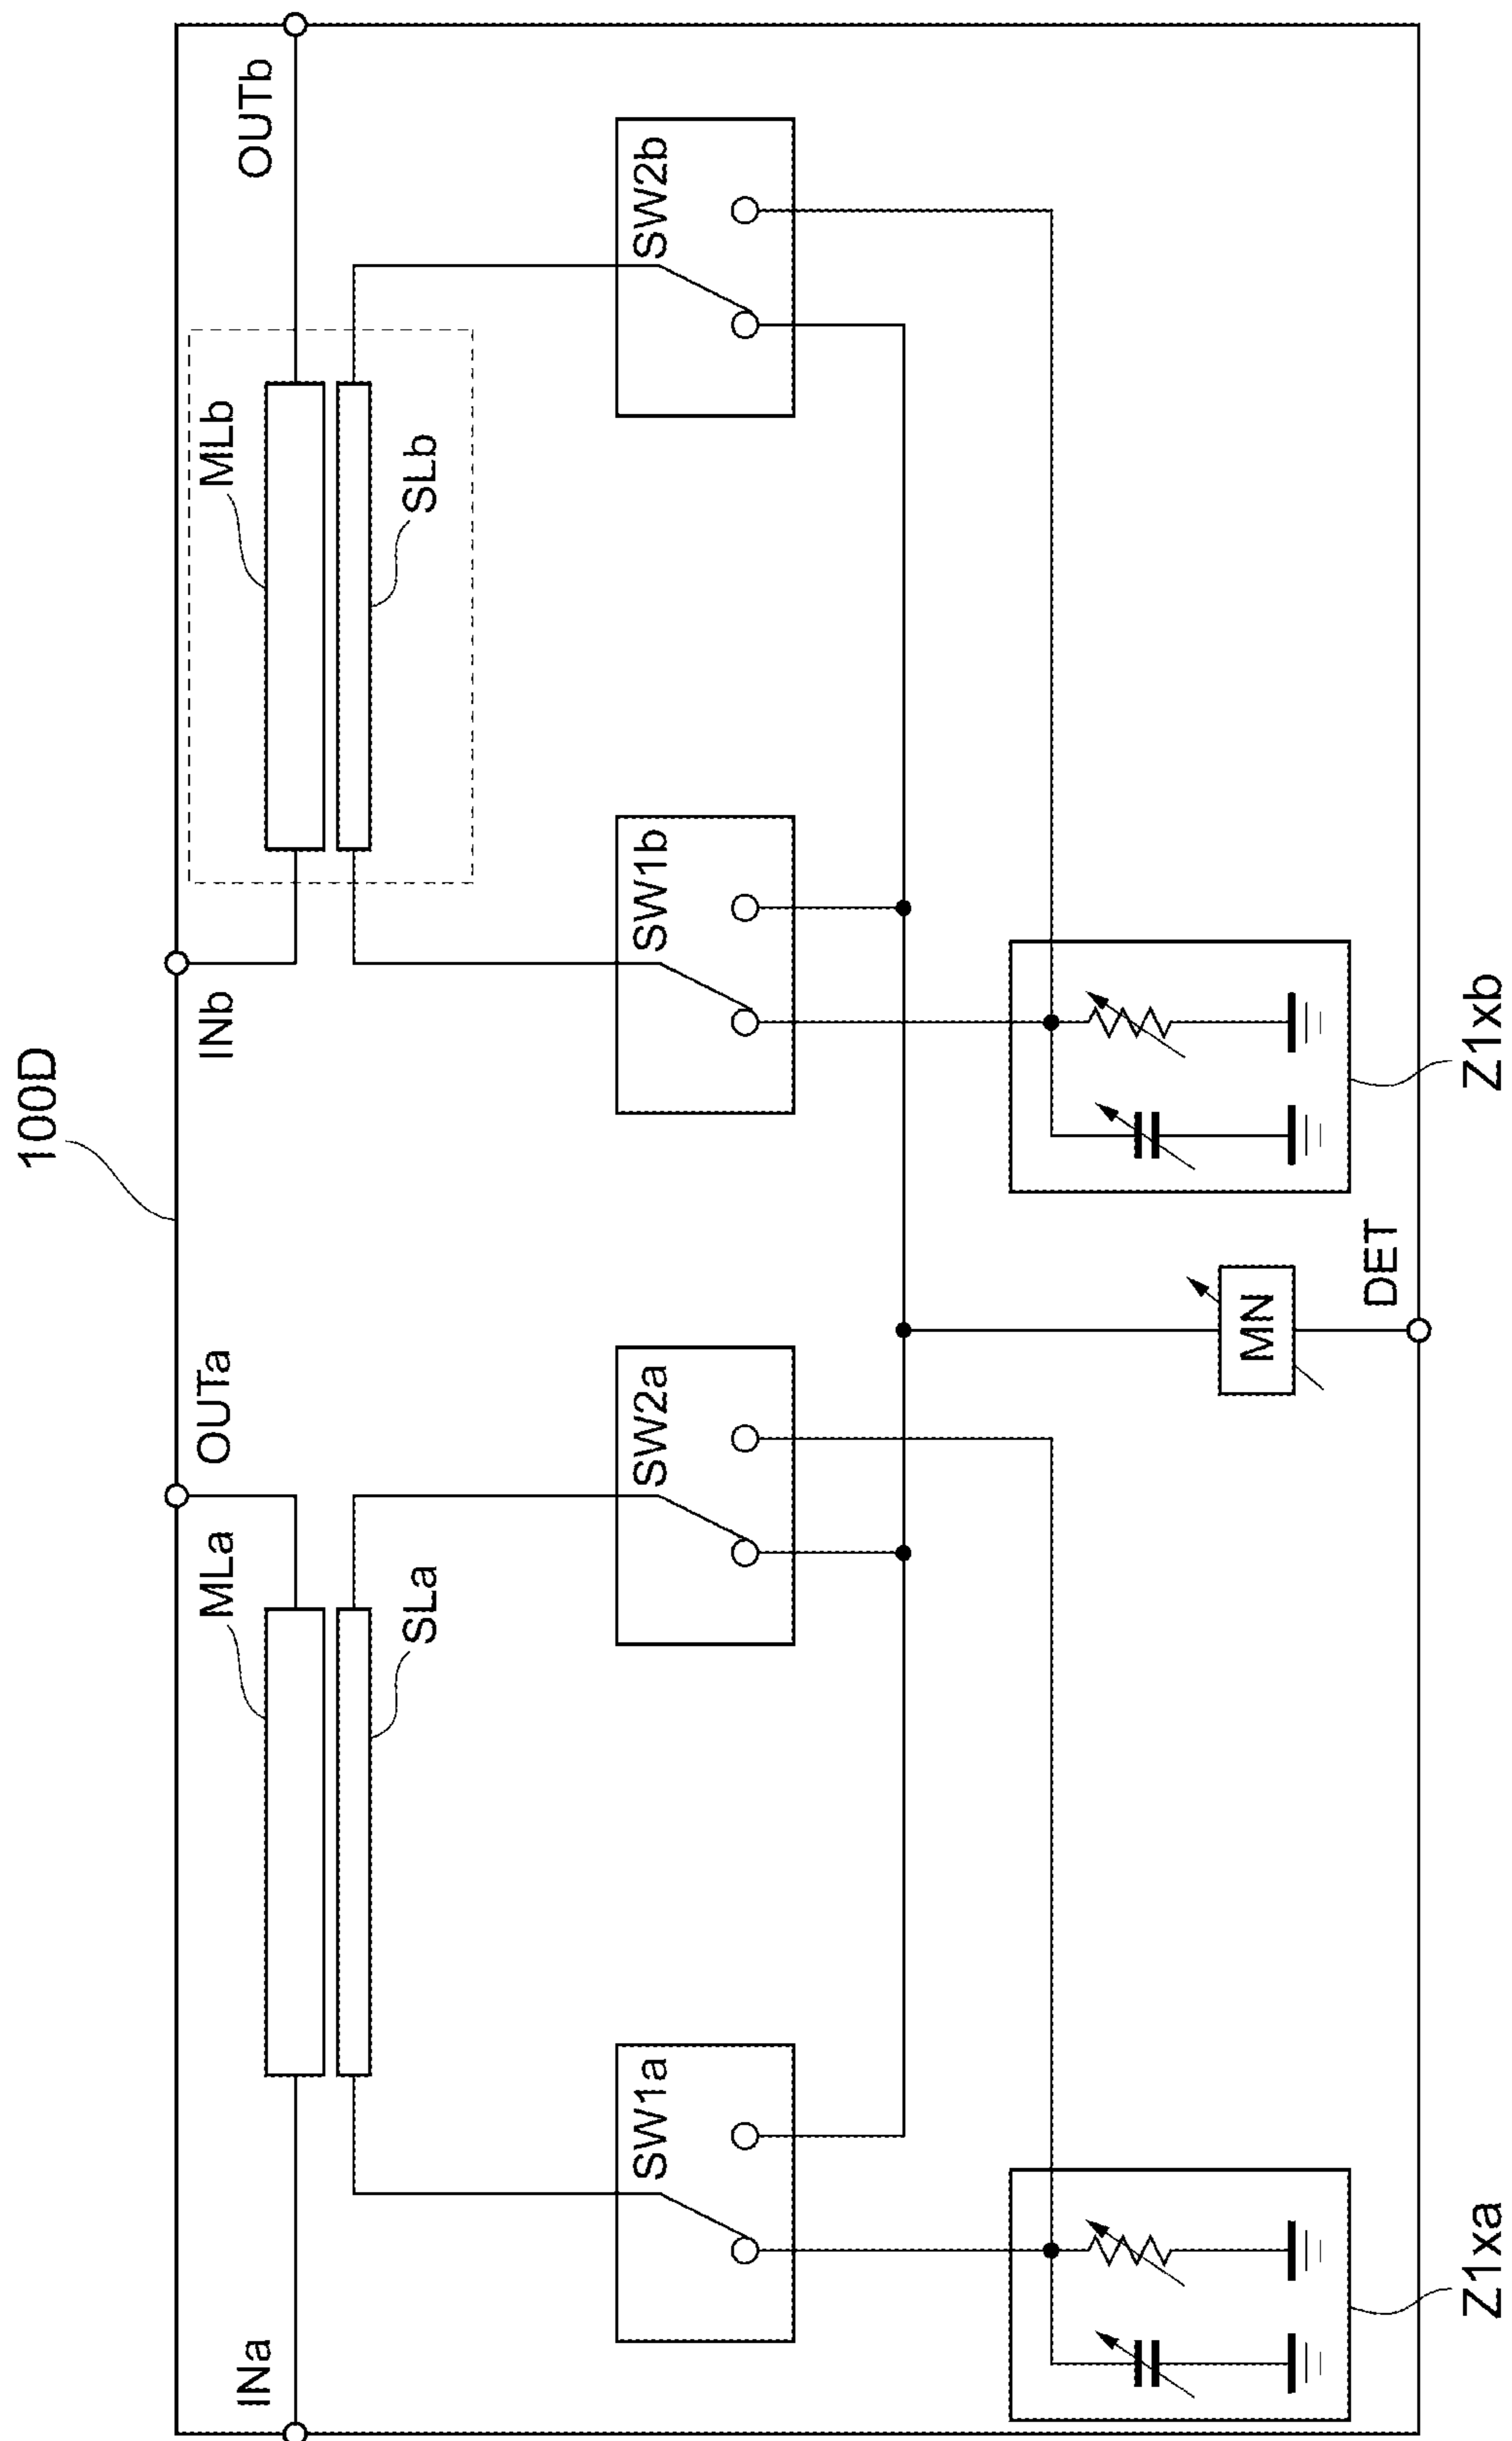 100D
INa
MLa
OUTa
INb
MLb
OUTb
SLa
SLb
SW1a
SW2a
SW1b
SW2b
MN
DET
Z1xa
Z1xb